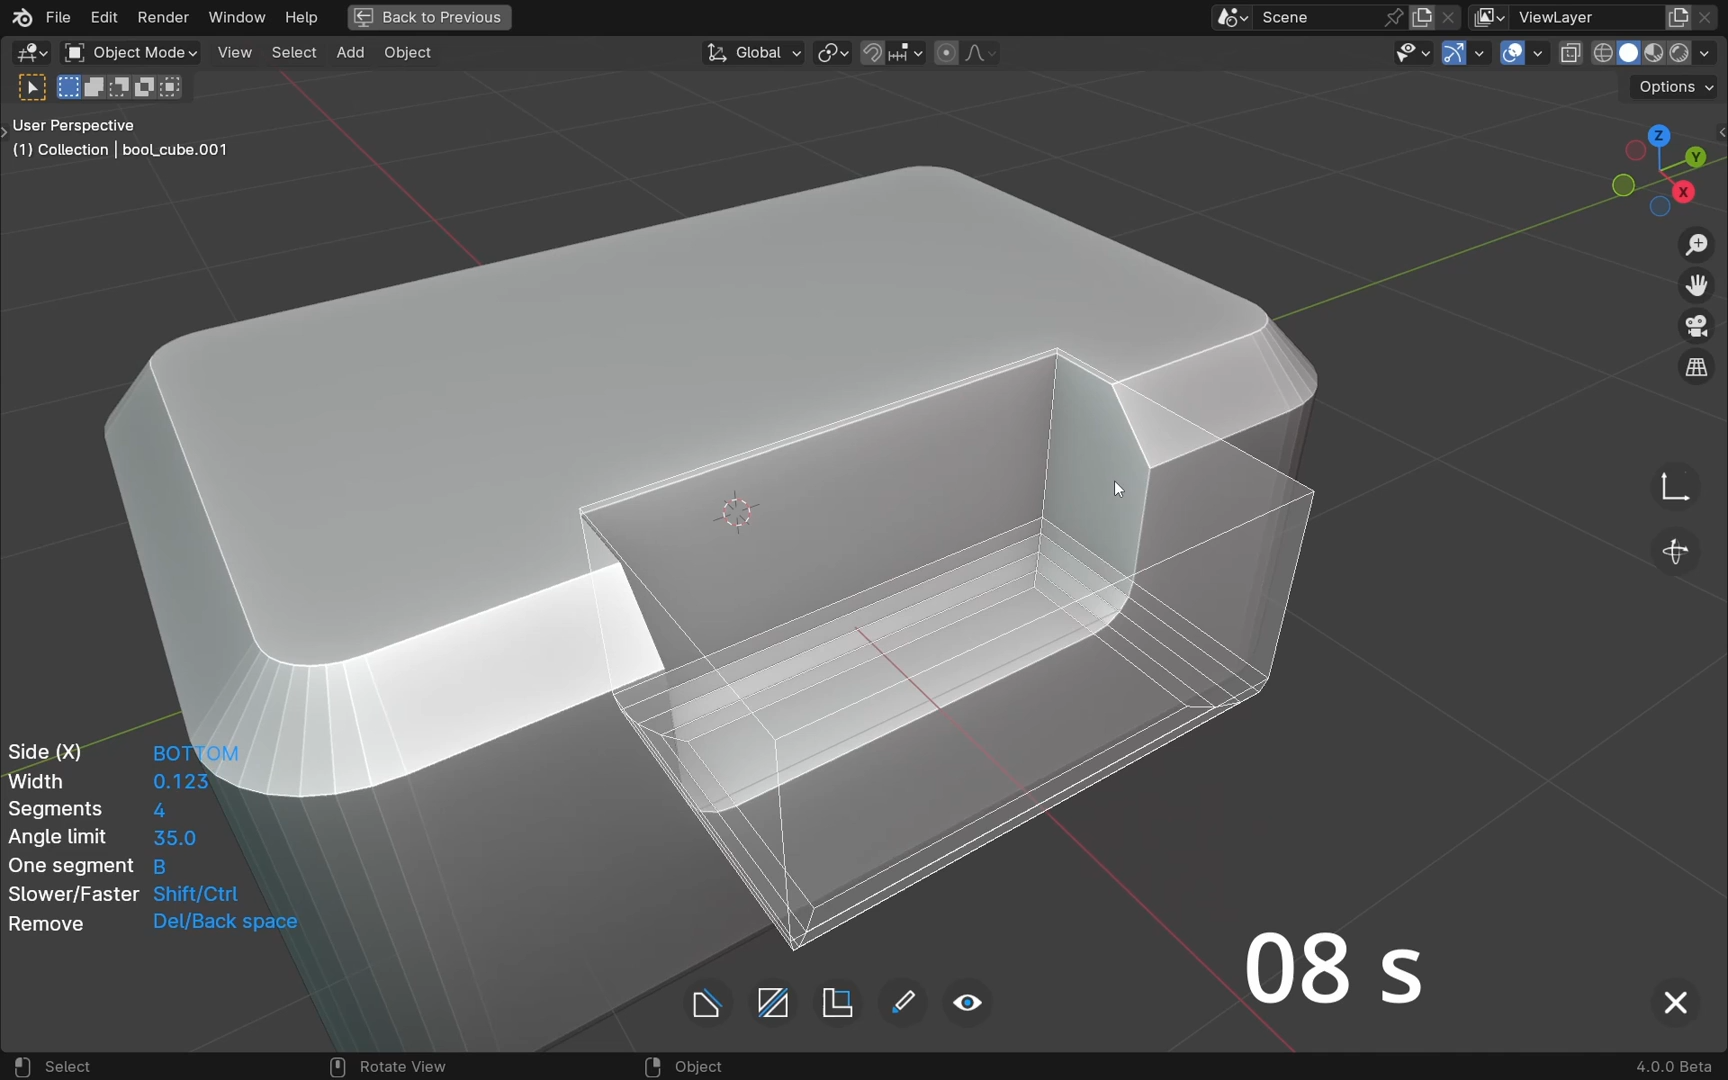 File Edit Render Window Help Back to Previous Scene ViewLayer
Object Mode View Select Add Object Global
Options
User Perspective
(1) Collection | bool_cube.001
Z
Y
X
Side (X) BOTTOM
Width 0.123
Segments 4
Angle limit 35.0
One segment B
Slower/Faster Shift/Ctrl
Remove Del/Back space
08 s
Select Rotate View Object 4.0.0 Beta